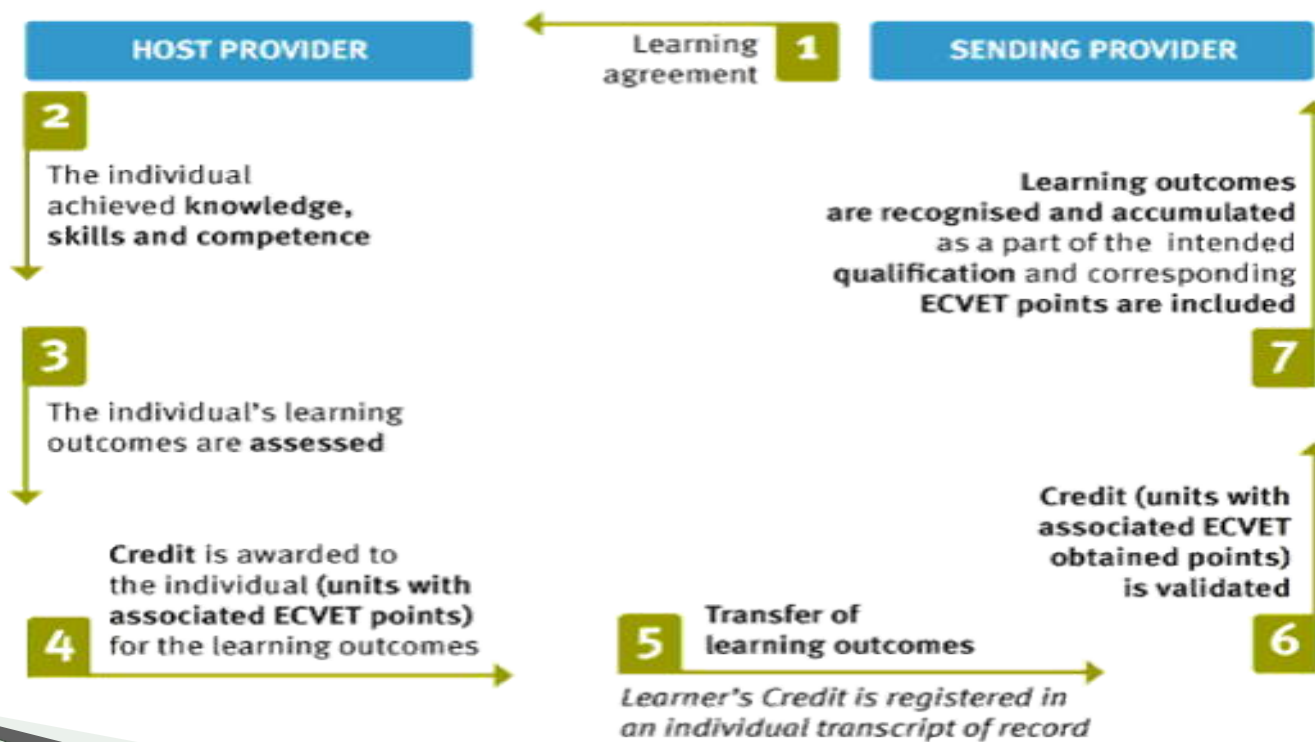 HOST PROVIDER
Learning
agreement
1
SENDING PROVIDER
2
The individual
achieved knowledge,
skills and competence
3
The individual's learning
outcomes are assessed
Credit is awarded to
the individual (units with
associated ECVET points)
for the learning outcomes
4
5
Transfer of
learning outcomes
Learner's Credit is registered in
an individual transcript of record
Credit (units with
associated ECVET
obtained points)
is validated
6
Learning outcomes
are recognised and accumulated
as a part of the intended
qualification and corresponding
ECVET points are included
7